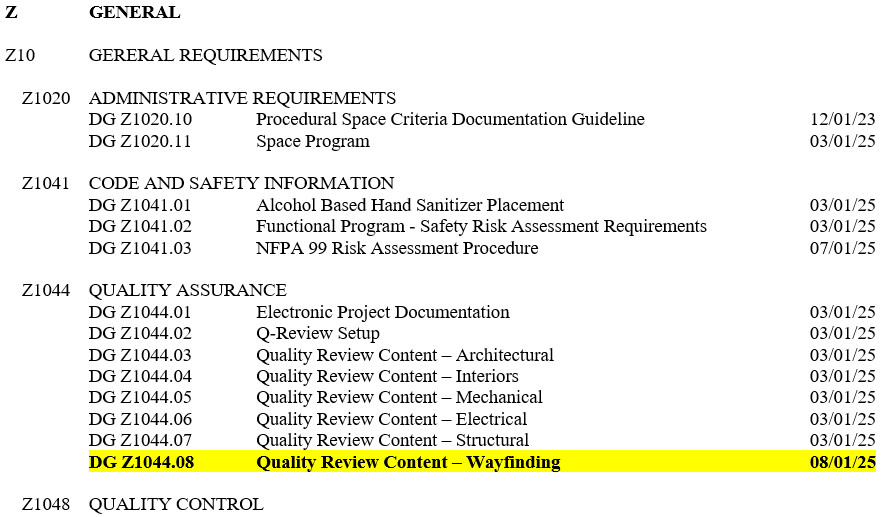 Z GENERAL
Z10 GERERAL REQUIREMENTS
Z1020 ADMINISTRATIVE REQUIREMENTS
DG Z1020.10 Procedural Space Criteria Documentation Guideline 12/01/23
DG Z1020.11 Space Program 03/01/25
Z1041 CODE AND SAFETY INFORMATION
DG Z1041.01 Alcohol Based Hand Sanitizer Placement 03/01/25
DG Z1041.02 Functional Program - Safety Risk Assessment Requirements 03/01/25
DG Z1041.03 NFPA 99 Risk Assessment Procedure 07/01/25
Z1044 QUALITY ASSURANCE
DG Z1044.01 Electronic Project Documentation 03/01/25
DG Z1044.02 Q-Review Setup 03/01/25
DG Z1044.03 Quality Review Content – Architectural 03/01/25
DG Z1044.04 Quality Review Content – Interiors 03/01/25
DG Z1044.05 Quality Review Content – Mechanical 03/01/25
DG Z1044.06 Quality Review Content – Electrical 03/01/25
DG Z1044.07 Quality Review Content – Structural 03/01/25
DG Z1044.08 Quality Review Content – Wayfinding 08/01/25
Z1048 QUALITY CONTROL